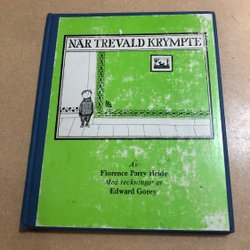 NÄR TREVALD KRYMPTE
Av
Florence Parry Heide
Med teckningar av
Edward Gorey